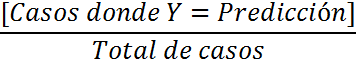 [Casos donde Y = Predicción]
Total de casos